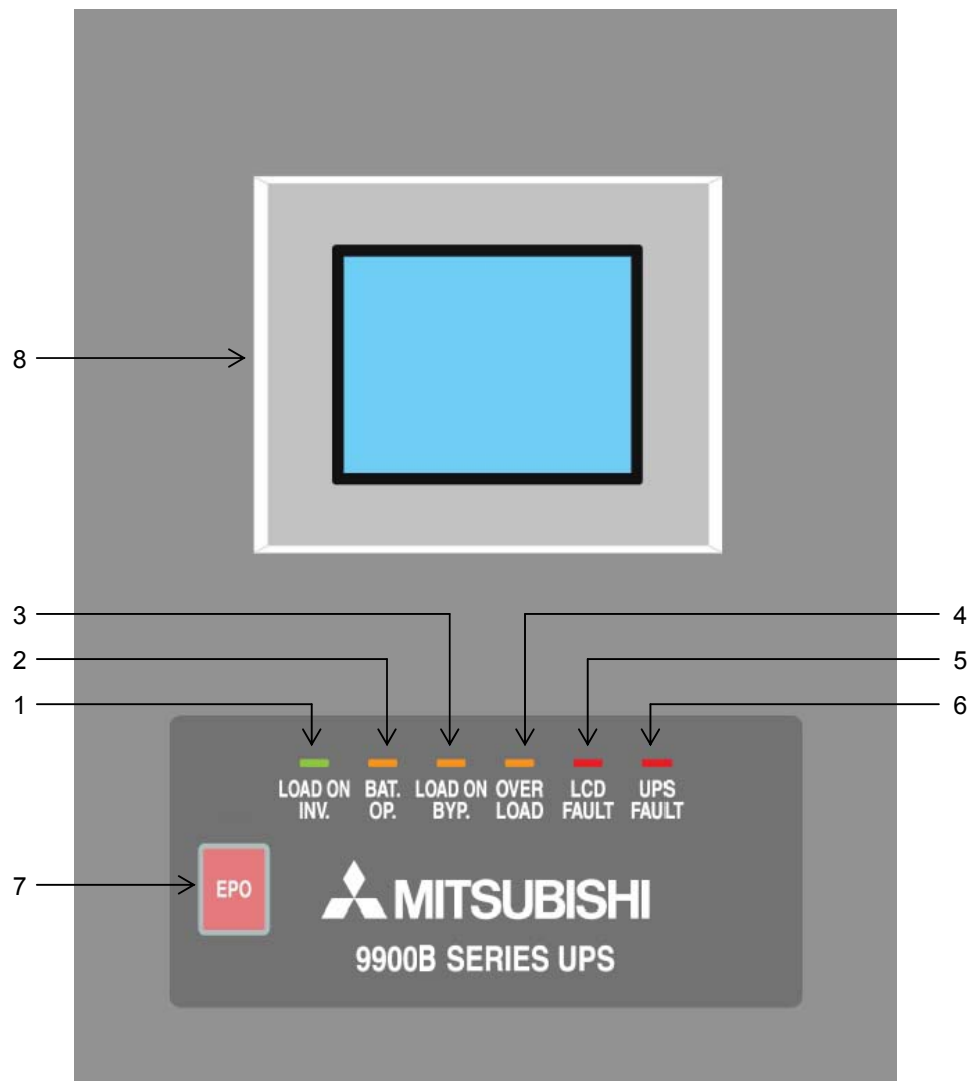 8
3
4
2
5
1
6
LOAD ON INV.
BAT. OP.
LOAD ON BYP.
OVER LOAD
LCD FAULT
UPS FAULT
7
EPO
MITSUBISHI
9900B SERIES UPS